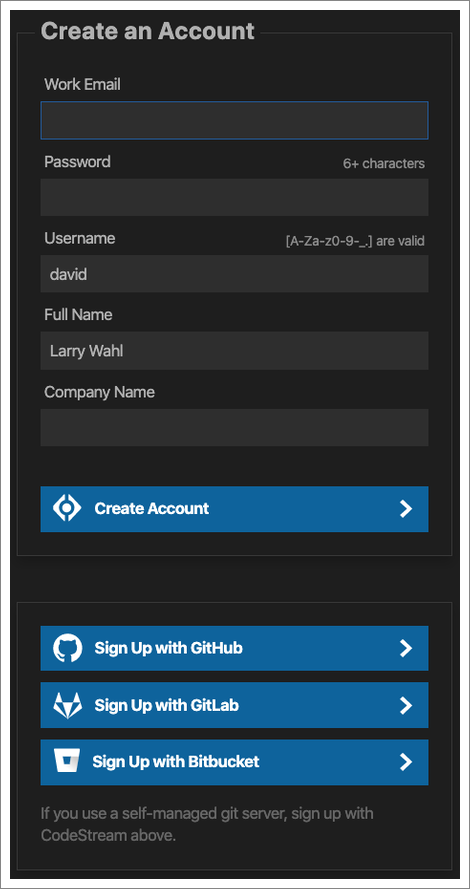 Create an Account
Work Email
Password
6+ characters
Username
[A-Za-z0-9-_.] are valid
david
Full Name
Larry Wahl
Company Name
Create Account
Sign Up with GitHub
Sign Up with GitLab
Sign Up with Bitbucket
If you use a self-managed git server, sign up with
CodeStream above.